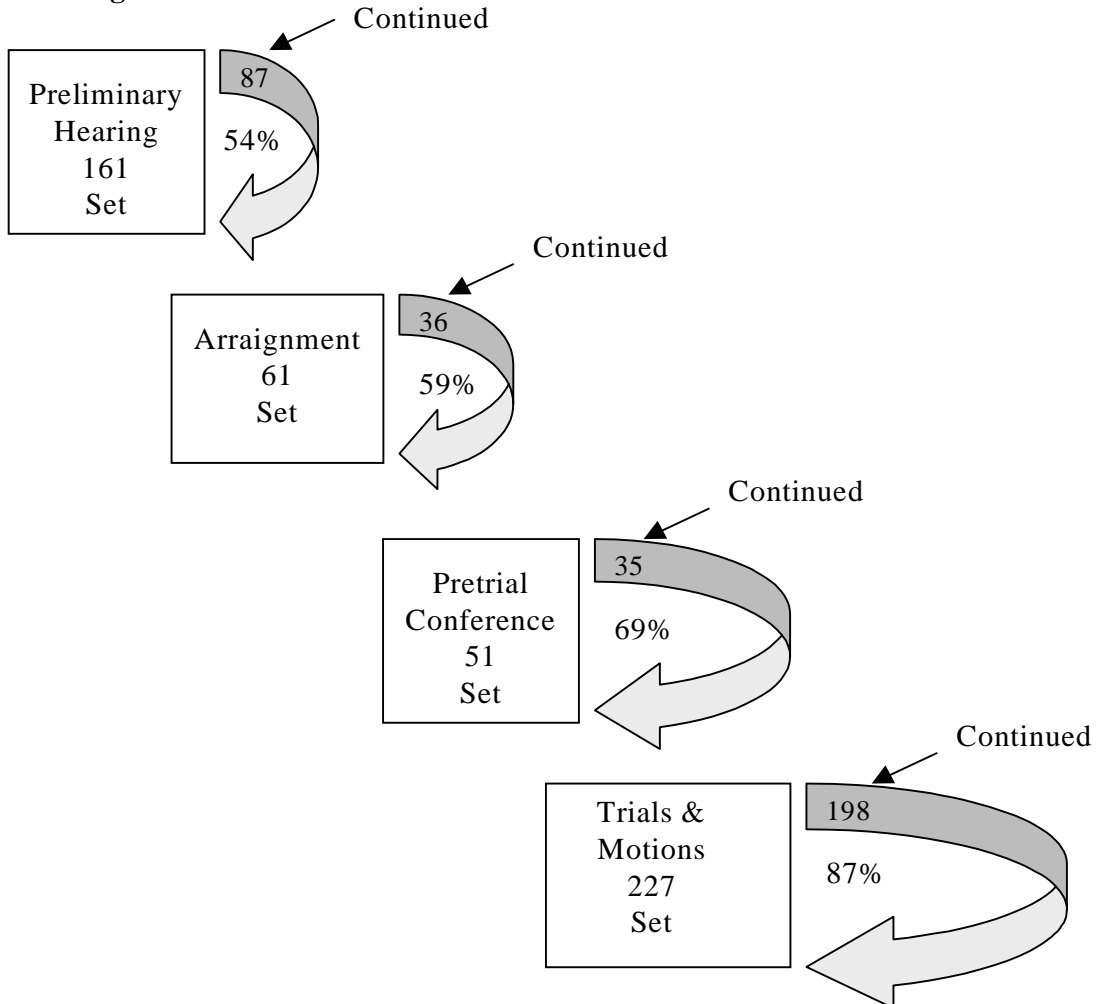 Continued
87
Preliminary
Hearing
161
Set
54%
Continued
36
Arraignment
61
Set
59%
Continued
35
Pretrial
Conference
51
Set
69%
Continued
198
Trials &
Motions
227
Set
87%